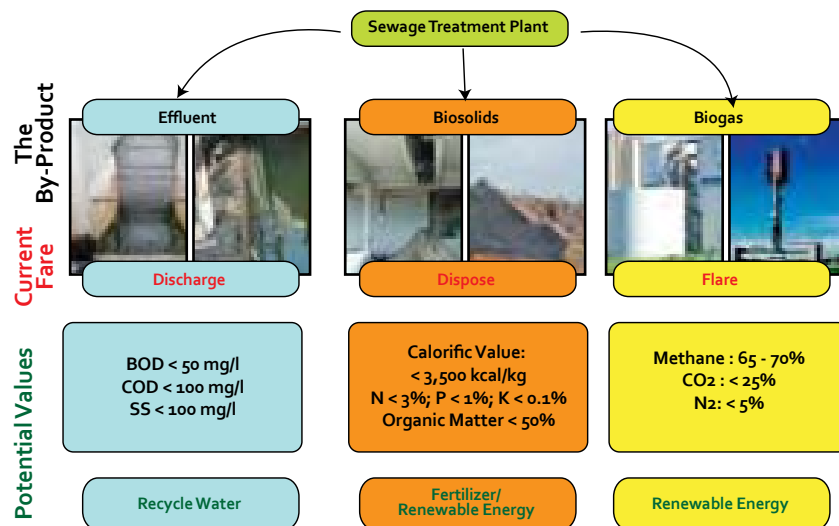 Sewage Treatment Plant
The
By-Product
Effluent
Biosolids
Biogas
Current
Fare
Discharge
Dispose
Flare
Potential Values
BOD < 50 mg/l
COD < 100 mg/l
SS < 100 mg/l
Calorific Value:
< 3,500 kcal/kg
N < 3%; P < 1%; K < 0.1%
Organic Matter < 50%
Methane : 65 - 70%
CO2 : < 25%
N2: < 5%
Recycle Water
Fertilizer/
Renewable Energy
Renewable Energy